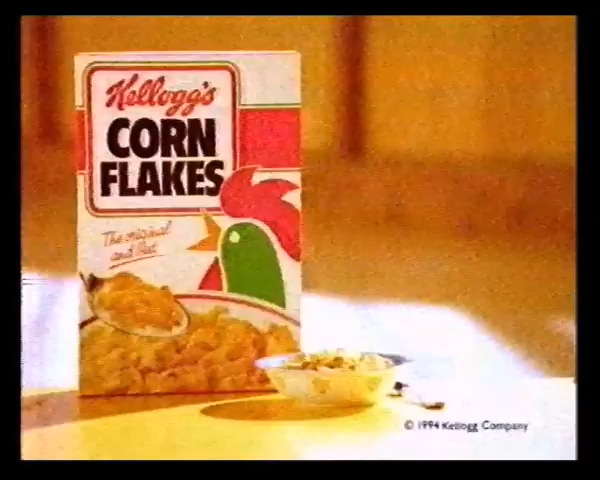 Kellogg's
CORN
FLAKES
The original
and Best
© 1994 Kellogg Company